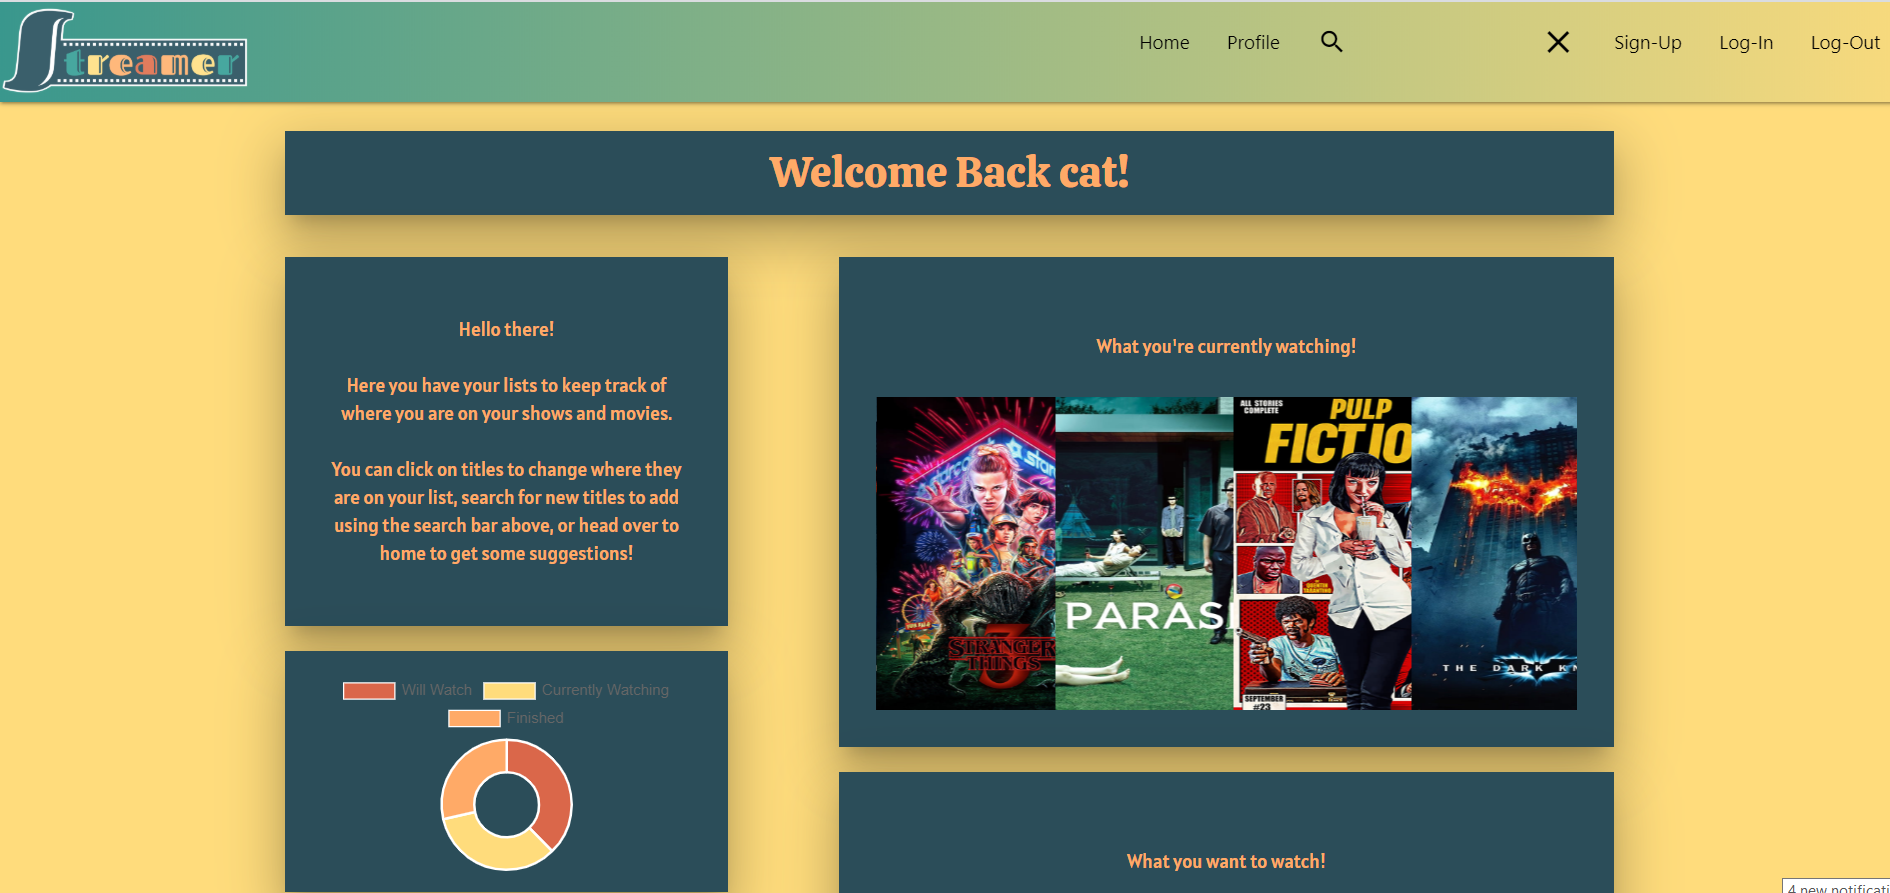 Streamer
Home Profile Sign-Up Log-In Log-Out
Welcome Back cat!
Hello there!
Here you have your lists to keep track of
where you are on your shows and movies.
You can click on titles to change where they
are on your list, search for new titles to add
using the search bar above, or head over to
home to get some suggestions!
Will Watch Currently Watching
Finished
What you're currently watching!
STRANGER
THINGS
3
PARASI
ALL STORIES
COMPLETE
PULP
FICTIO
SEPTEMBER
#23
THE DARK KN
What you want to watch!
4 new notificati